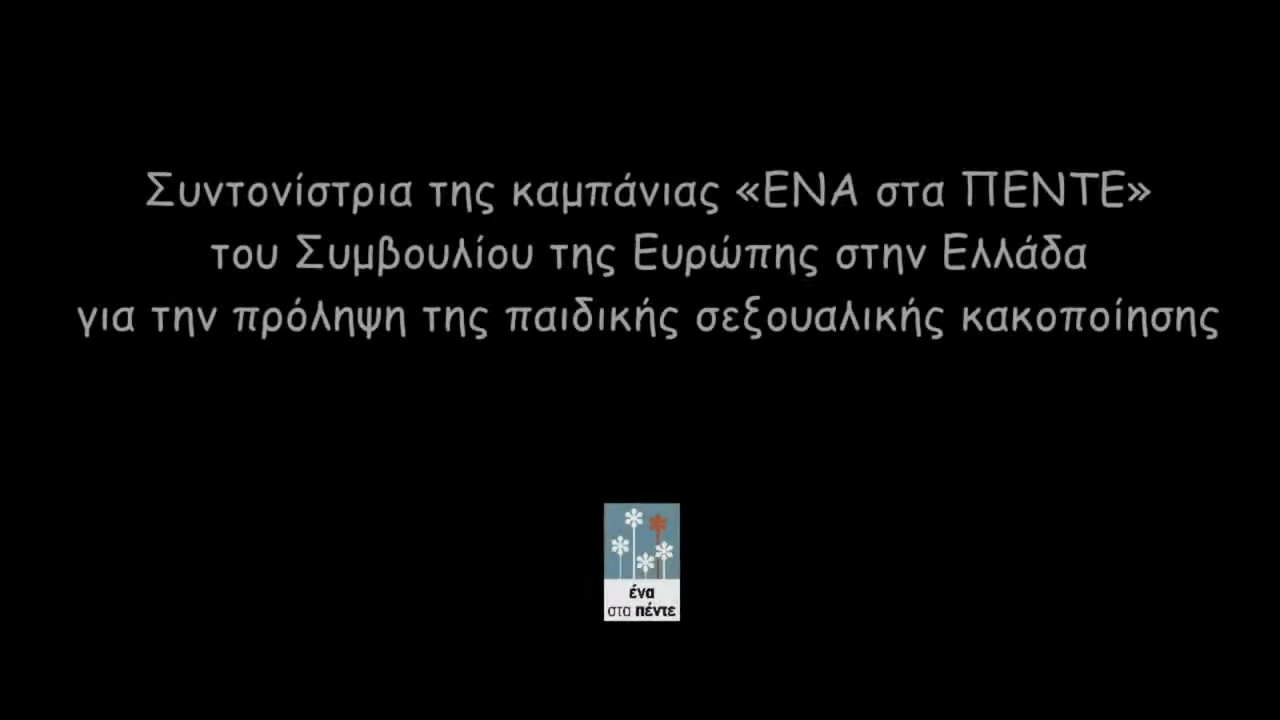 Συντονίστρια της καμπάνιας «ΕΝΑ στα ΠΕΝΤΕ»
του Συμβουλίου της Ευρώπης στην Ελλάδα
για την πρόληψη της παιδικής σεξουαλικής κακοποίησης
ένα
στα πέντε